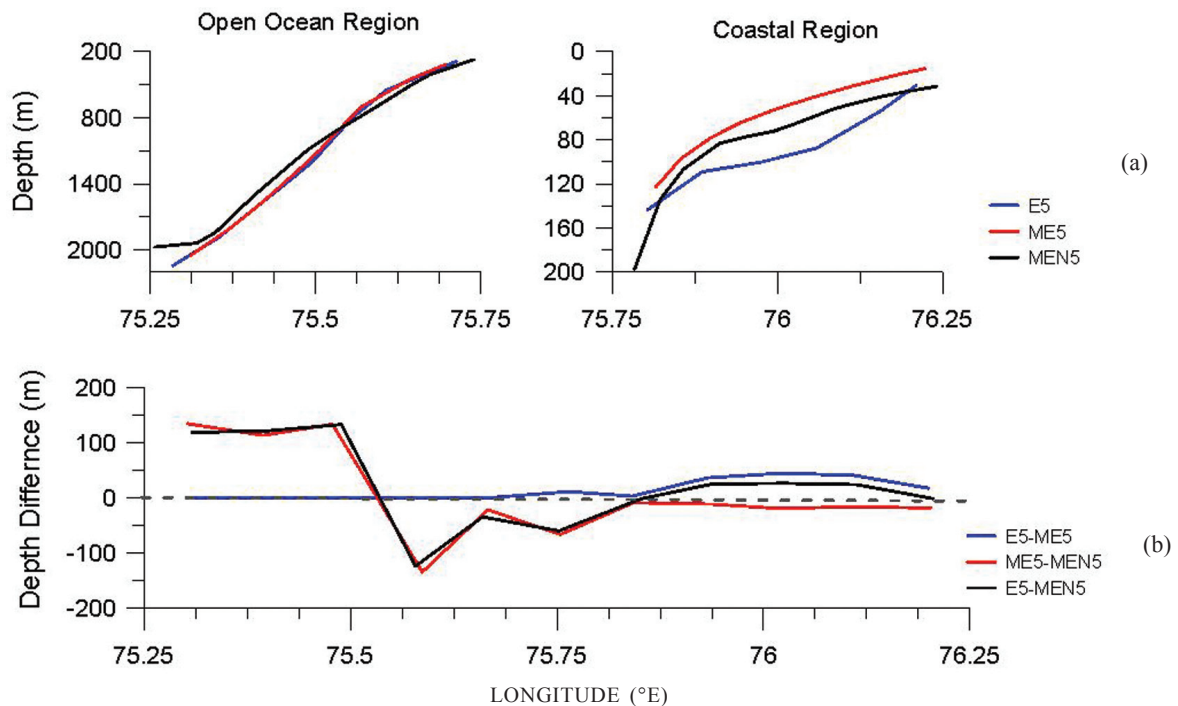 Open Ocean Region
Coastal Region
Depth (m)
200
800
1400
2000
75.25
75.5
75.75
0
40
80
120
160
200
75.75
76
76.25
E5
ME5
MEN5
(a)
Depth Differnce (m)
200
100
0
-100
-200
75.25
75.5
75.75
76
76.25
E5-ME5
ME5-MEN5
E5-MEN5
(b)
LONGITUDE (°E)